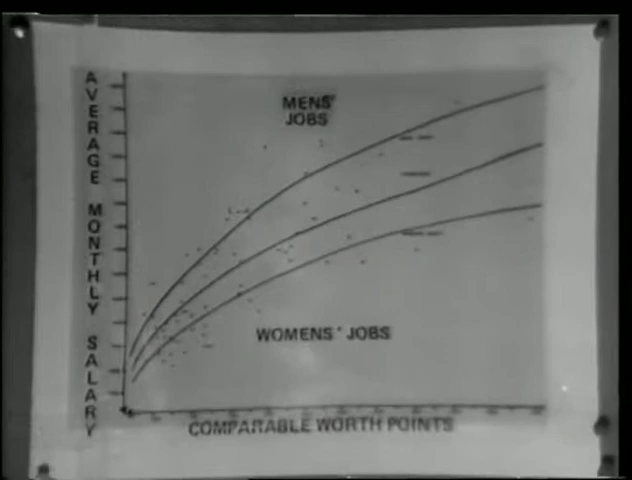 AVERAGE MONTHLY SALARY
MENS'
JOBS
WOMENS' JOBS
COMPARABLE WORTH POINTS